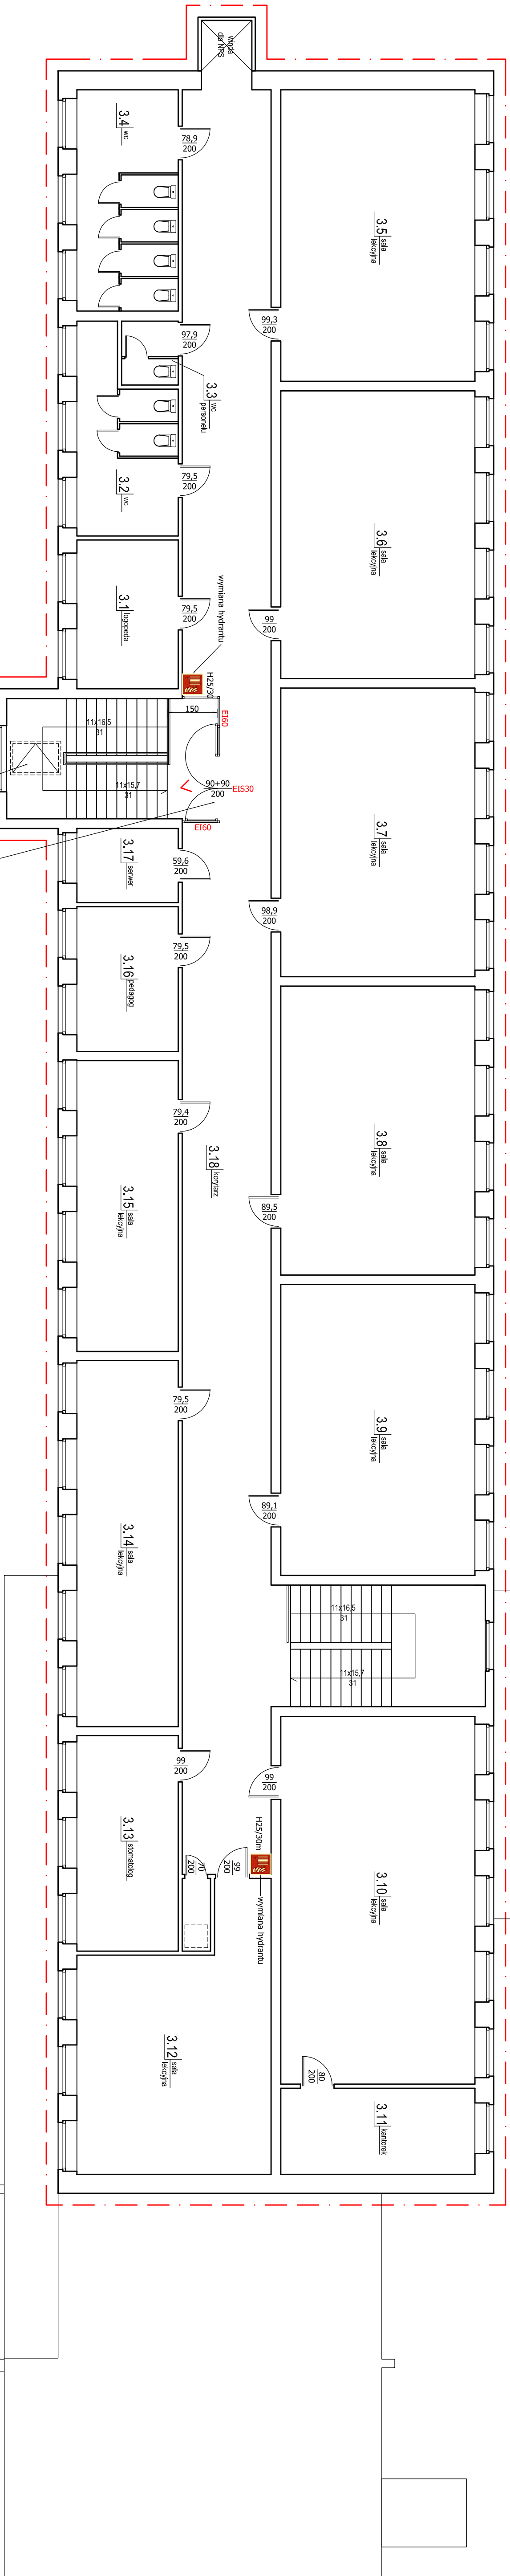 winda
dla NPS
3.4 wc
78,9
200
3.5 sala
lekcyjna
99,3
200
97,9
200
3.3 wc
personelu
3.2 wc
79,5
200
3.6 sala
lekcyjna
99
200
3.1 logopeda
79,5
200
wymiana hydrantu
H25/30
150
EI60
11x16,5
31
11x15,7
31
90+90
200
EIS30
EI60
3.7 sala
lekcyjna
98,9
200
3.17 serwer
59,6
200
3.16 pedagog
79,5
200
3.8 sala
lekcyjna
89,5
200
79,4
200
3.18 korytarz
3.15 sala
lekcyjna
79,5
200
3.9 sala
lekcyjna
89,1
200
3.14 sala
lekcyjna
11x16,5
31
11x15,7
31
99
200
99
200
3.13 stomatolog
H25/30m
70
200
99
200
wymiana hydrantu
3.10 sala
lekcyjna
3.12 sala
lekcyjna
80
200
3.11 kantorek